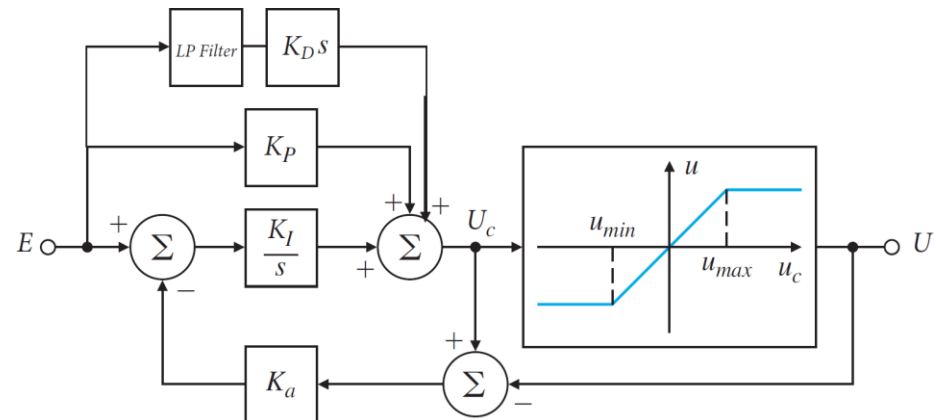 LP Filter
K_D s
K_P
+
+
u
+
Σ
K_I
s
+
Σ
U_c
u_min
E
U
−
u_max
u_c
+
K_a
Σ
−